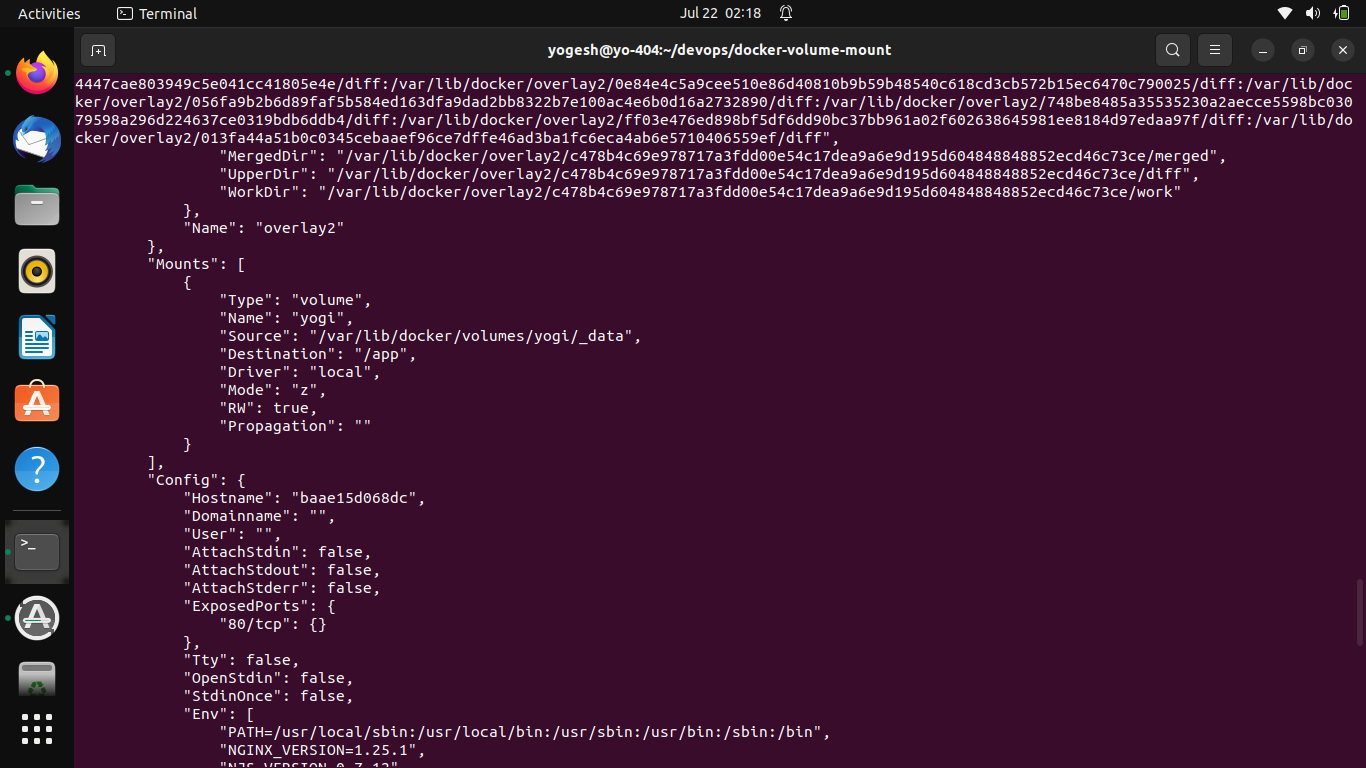 Activities
Terminal
Jul 22 02:18
yogesh@yo-404:~/devops/docker-volume-mount
4447cae803949c5e041cc41805e4e/diff:/var/lib/docker/overlay2/0e84e4c5a9cee510e86d40810b9b59b48540c618cd3cb572b15ec6470c790025/diff:/var/lib/doc
ker/overlay2/056fa9b2b6d89faf5b584ed163dfa9dad2bb8322b7e100ac4e6b0d16a2732890/diff:/var/lib/docker/overlay2/748be8485a35535230a2aecce5598bc030
79598a296d224637ce0319bdb6ddb4/diff:/var/lib/docker/overlay2/ff03e476ed898bf5df6dd90bc37bb961a02f602638645981ee8184d97edaa97f/diff:/var/lib/do
cker/overlay2/013fa44a51b0c0345cebaaef96ce7dffe46ad3ba1fc6eca4ab6e5710406559ef/diff",
"MergedDir": "/var/lib/docker/overlay2/c478b4c69e978717a3fdd00e54c17dea9a6e9d195d604848848852ecd46c73ce/merged",
"UpperDir": "/var/lib/docker/overlay2/c478b4c69e978717a3fdd00e54c17dea9a6e9d195d604848848852ecd46c73ce/diff",
"WorkDir": "/var/lib/docker/overlay2/c478b4c69e978717a3fdd00e54c17dea9a6e9d195d604848848852ecd46c73ce/work"
},
"Name": "overlay2"
},
"Mounts": [
{
"Type": "volume",
"Name": "yogi",
"Source": "/var/lib/docker/volumes/yogi/_data",
"Destination": "/app",
"Driver": "local",
"Mode": "z",
"RW": true,
"Propagation": ""
}
],
"Config": {
"Hostname": "baae15d068dc",
"Domainname": "",
"User": "",
"AttachStdin": false,
"AttachStdout": false,
"AttachStderr": false,
"ExposedPorts": {
"80/tcp": {}
},
"Tty": false,
"OpenStdin": false,
"StdinOnce": false,
"Env": [
"PATH=/usr/local/sbin:/usr/local/bin:/usr/sbin:/usr/bin:/sbin:/bin",
"NGINX_VERSION=1.25.1",